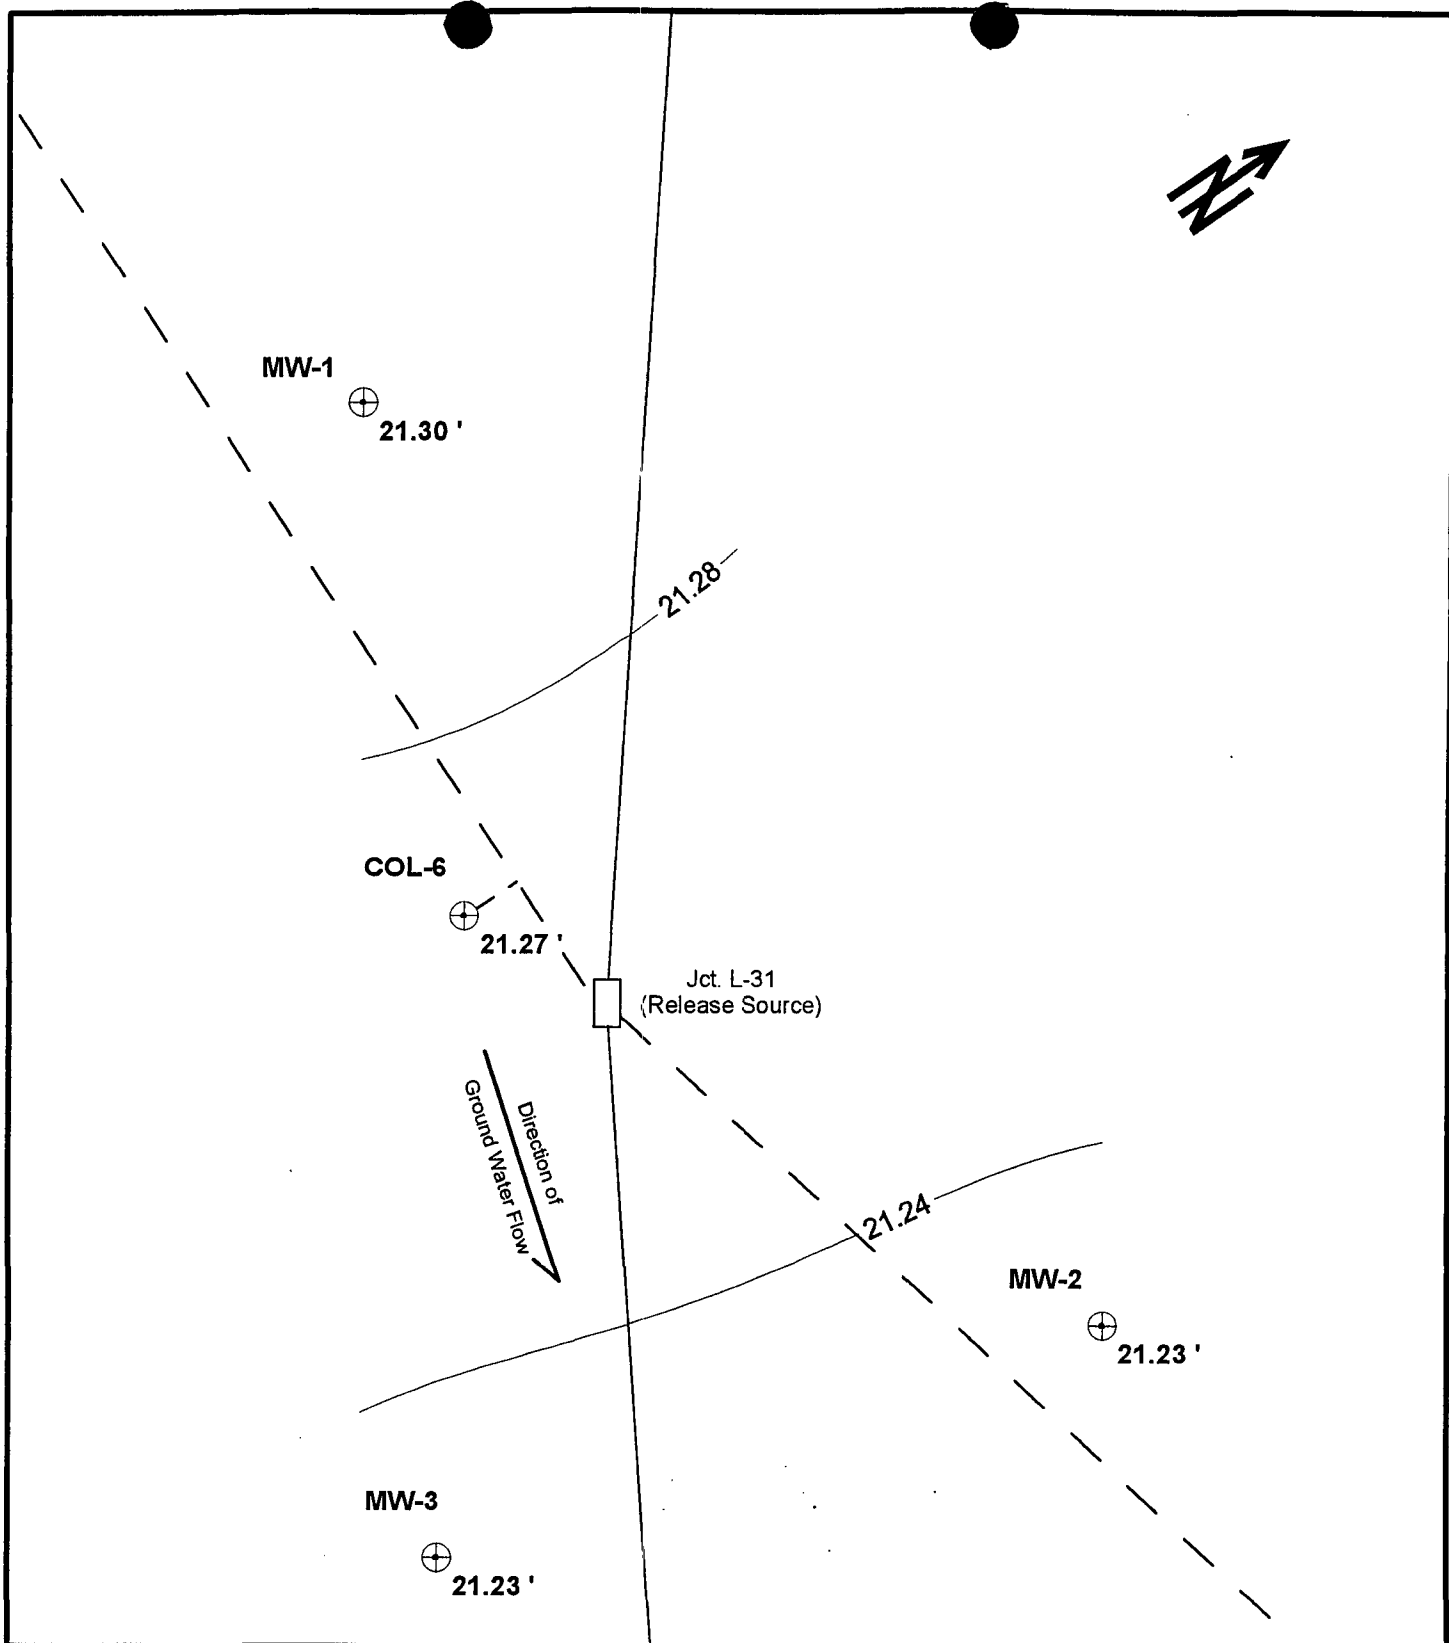 N
MW-1
21.30 '
21.28
COL-6
21.27 '
Jct. L-31
(Release Source)
Direction of
Ground Water Flow
21.24
MW-2
21.23 '
MW-3
21.23 '